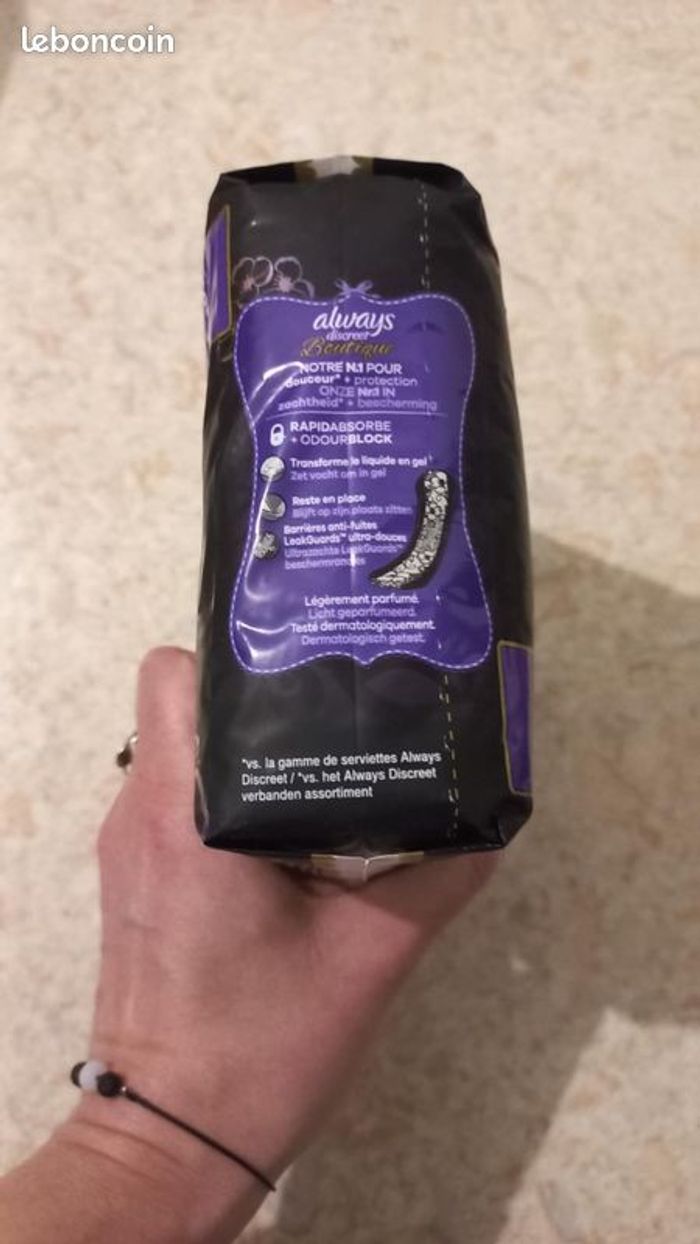 leboncoin
always
discreet
Boutique
NOTRE N.1 POUR
douceur* + protection
ONZE Nr.1 IN
zachtheid* + bescherming
RAPIDABSORBE
+ ODOURBLOCK
Transforme le liquide en gel
Zet vocht om in gel
Reste en place
Blijft op zijn plaats zitten
Barrières anti-fuites
LeakGuards™ ultra-douces
Ultrazachte LeakGuards™
beschermrandjes
Légèrement parfumé.
Licht geparfumeerd.
Testé dermatologiquement.
Dermatologisch getest.
*vs. la gamme de serviettes Always
Discreet / *vs. het Always Discreet
verbanden assortiment